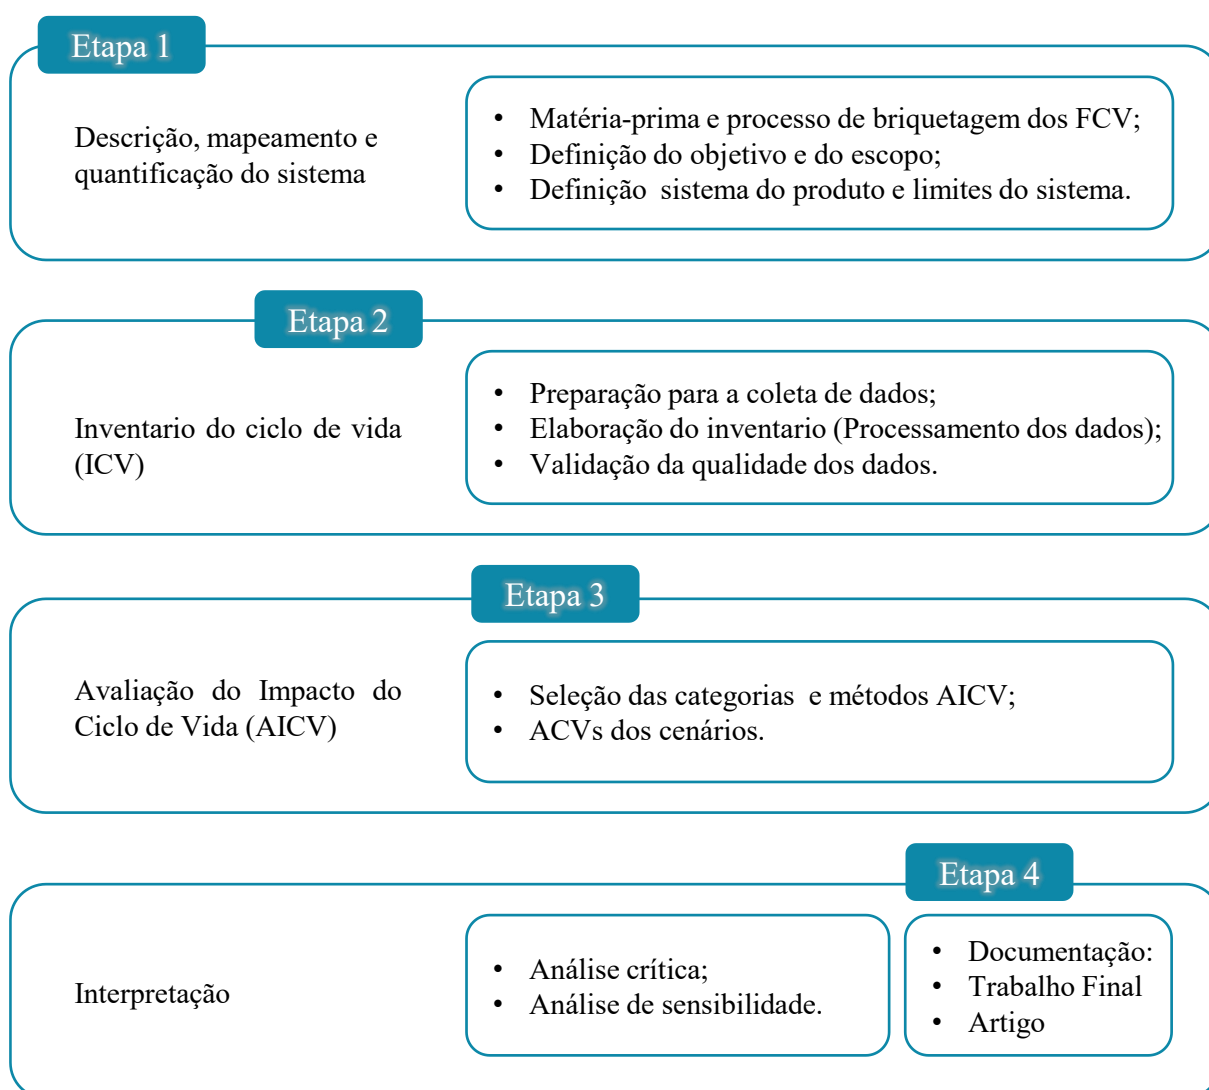 Etapa 1
Descrição, mapeamento e
quantificação do sistema
• Matéria-prima e processo de briquetagem dos FCV;
• Definição do objetivo e do escopo;
• Definição  sistema do produto e limites do sistema.
Etapa 2
Inventario do ciclo de vida
(ICV)
• Preparação para a coleta de dados;
• Elaboração do inventario (Processamento dos dados);
• Validação da qualidade dos dados.
Etapa 3
Avaliação do Impacto do
Ciclo de Vida (AICV)
• Seleção das categorias  e métodos AICV;
• ACVs dos cenários.
Etapa 4
Interpretação
• Análise crítica;
• Análise de sensibilidade.
• Documentação:
• Trabalho Final
• Artigo